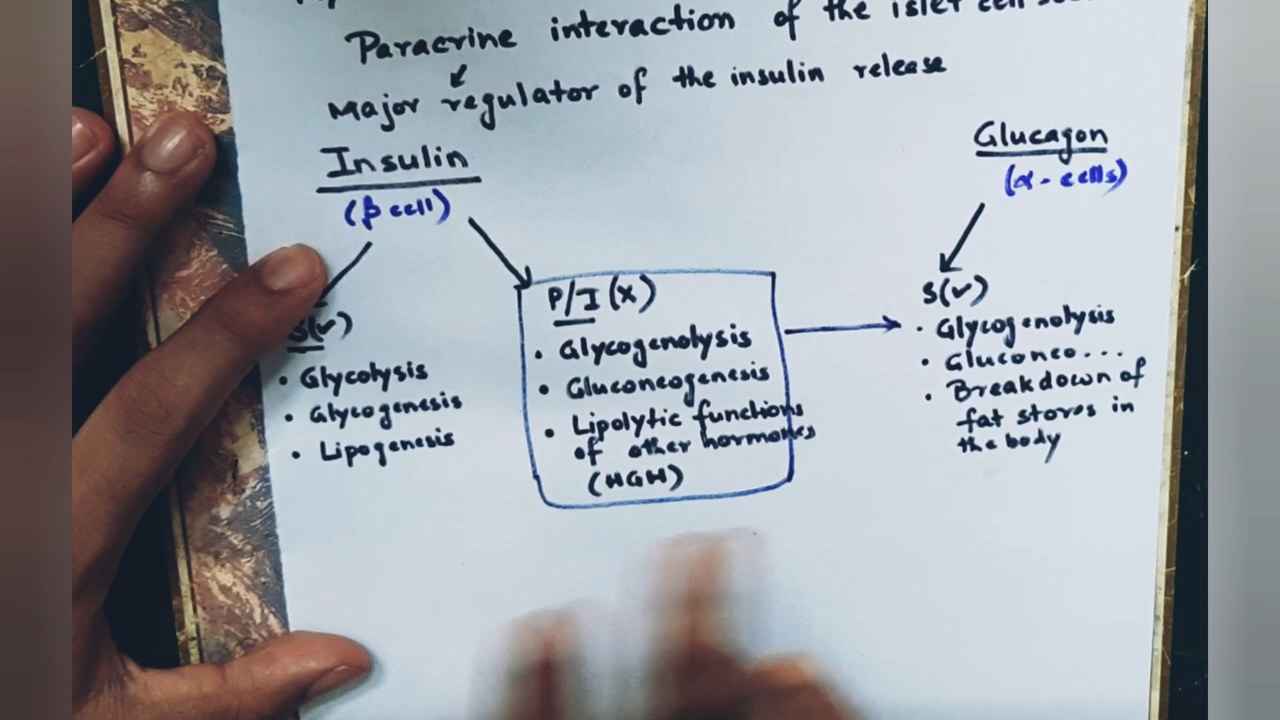 Paracrine interaction of the islet cell
↙
Major regulator of the insulin release
Insulin
(β cell)
S(✓)
• Glycolysis
• Glycogenesis
• Lipogenesis
P/I (X)
• Glycogenolysis
• Gluconeogenesis
• Lipolytic functions
of other hormones
(HGH)
Glucagon
(α- cells)
S(✓)
• Glycogenolysis
• Gluconeo...
• Breakdown of
fat stores in
the body